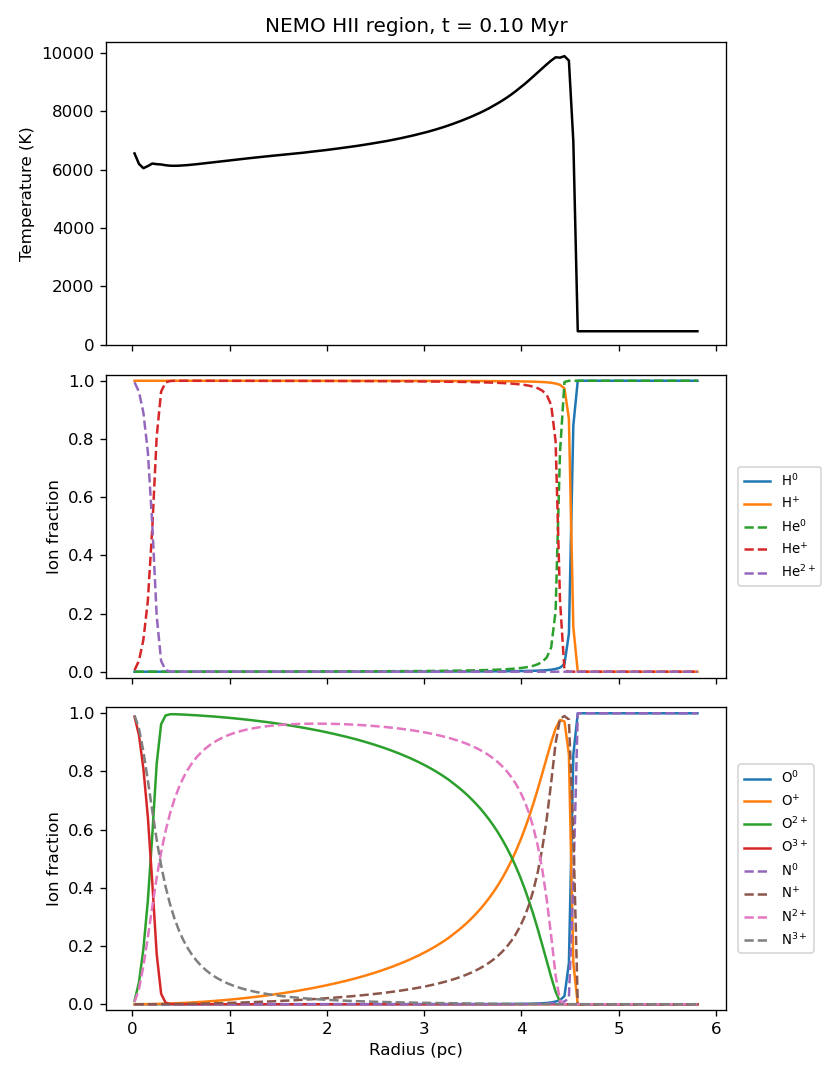 NEMO HII region, t = 0.10 Myr
10000
8000
6000
4000
2000
0
Temperature (K)
1.0
0.8
0.6
0.4
0.2
0.0
Ion fraction
H⁰
H⁺
He⁰
He⁺
He²⁺
1.0
0.8
0.6
0.4
0.2
0.0
Ion fraction
O⁰
O⁺
O²⁺
O³⁺
N⁰
N⁺
N²⁺
N³⁺
0 1 2 3 4 5 6
Radius (pc)